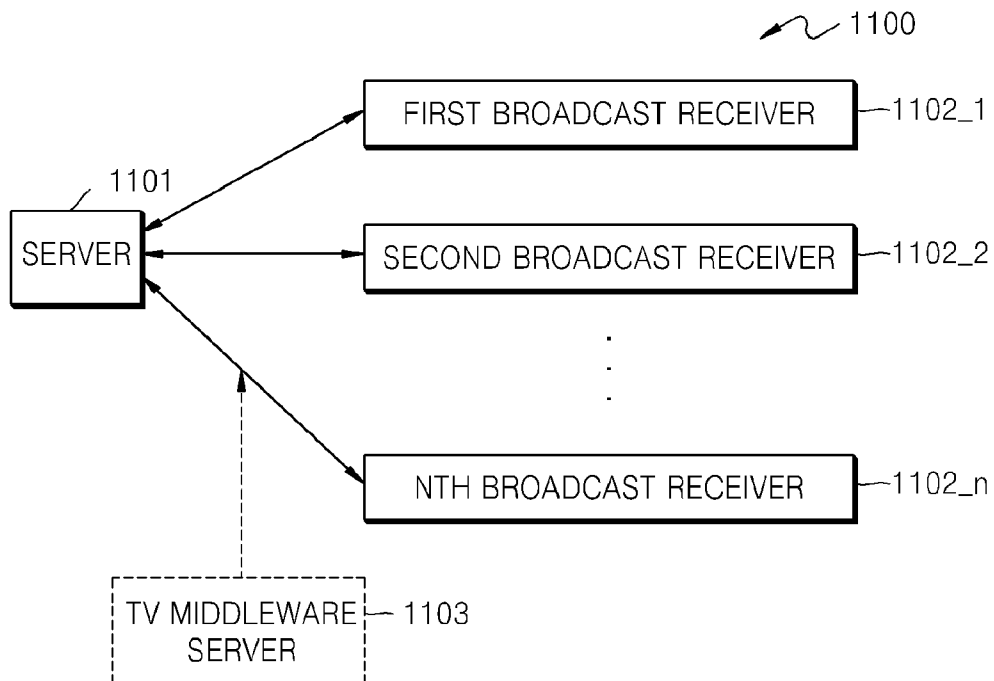 1100
FIRST BROADCAST RECEIVER
1102_1
1101
SERVER
SECOND BROADCAST RECEIVER
1102_2
NTH BROADCAST RECEIVER
1102_n
TV MIDDLEWARE
SERVER
1103